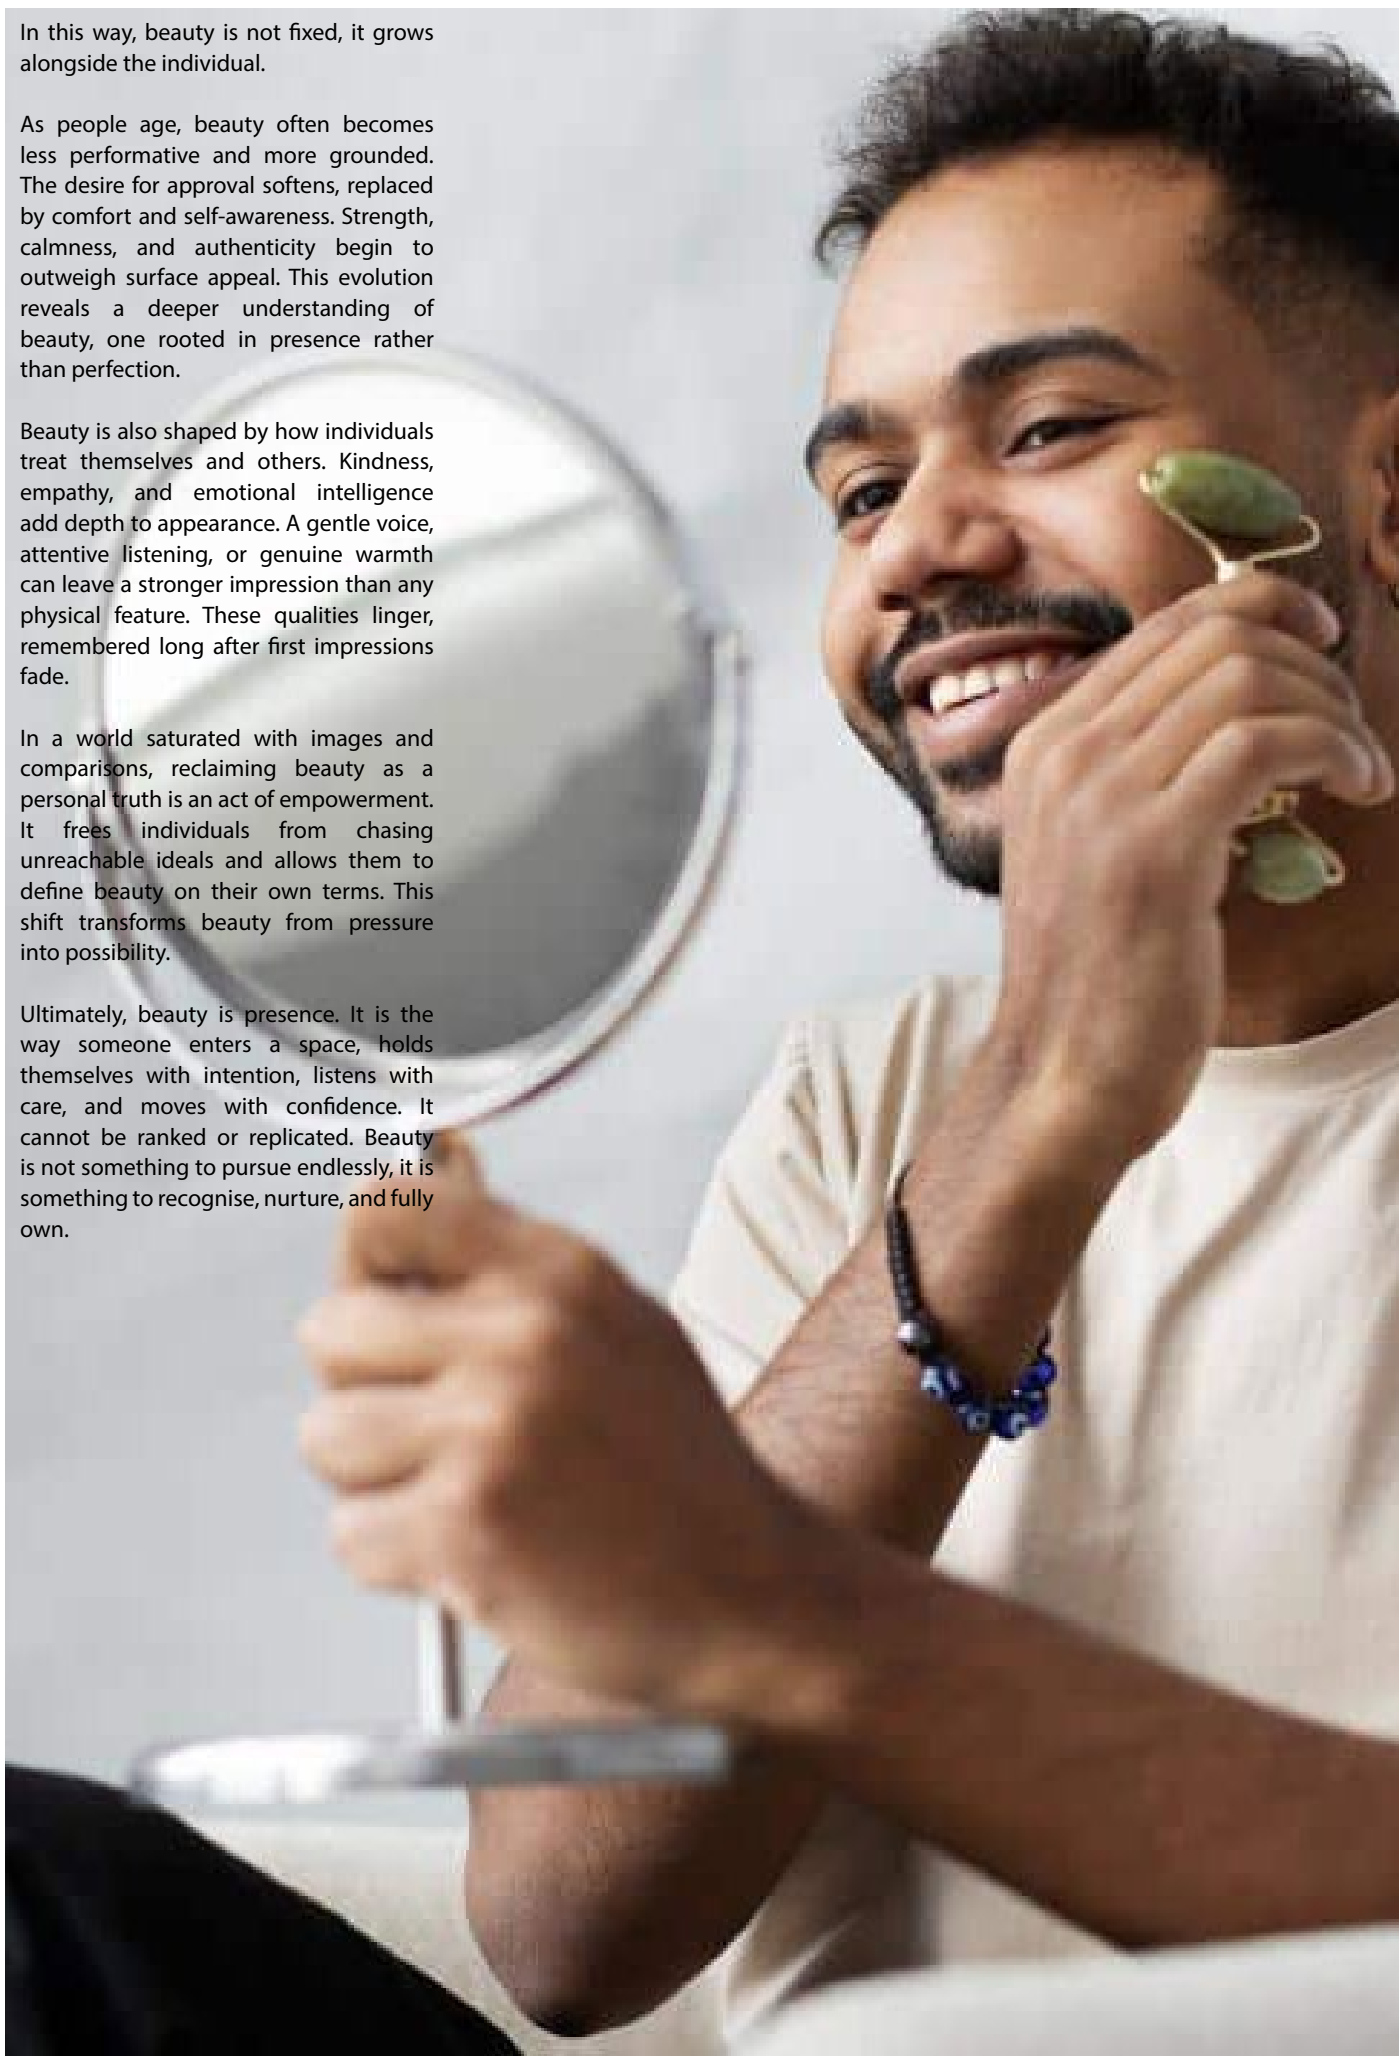 In this way, beauty is not fixed, it grows
alongside the individual.
As people age, beauty often becomes
less performative and more grounded.
The desire for approval softens, replaced
by comfort and self-awareness. Strength,
calmness, and authenticity begin to
outweigh surface appeal. This evolution
reveals a deeper understanding of
beauty, one rooted in presence rather
than perfection.
Beauty is also shaped by how individuals
treat themselves and others. Kindness,
empathy, and emotional intelligence
add depth to appearance. A gentle voice,
attentive listening, or genuine warmth
can leave a stronger impression than any
physical feature. These qualities linger,
remembered long after first impressions
fade.
In a world saturated with images and
comparisons, reclaiming beauty as a
personal truth is an act of empowerment.
It frees individuals from chasing
unreachable ideals and allows them to
define beauty on their own terms. This
shift transforms beauty from pressure
into possibility.
Ultimately, beauty is presence. It is the
way someone enters a space, holds
themselves with intention, listens with
care, and moves with confidence. It
cannot be ranked or replicated. Beauty
is not something to pursue endlessly, it is
something to recognise, nurture, and fully
own.